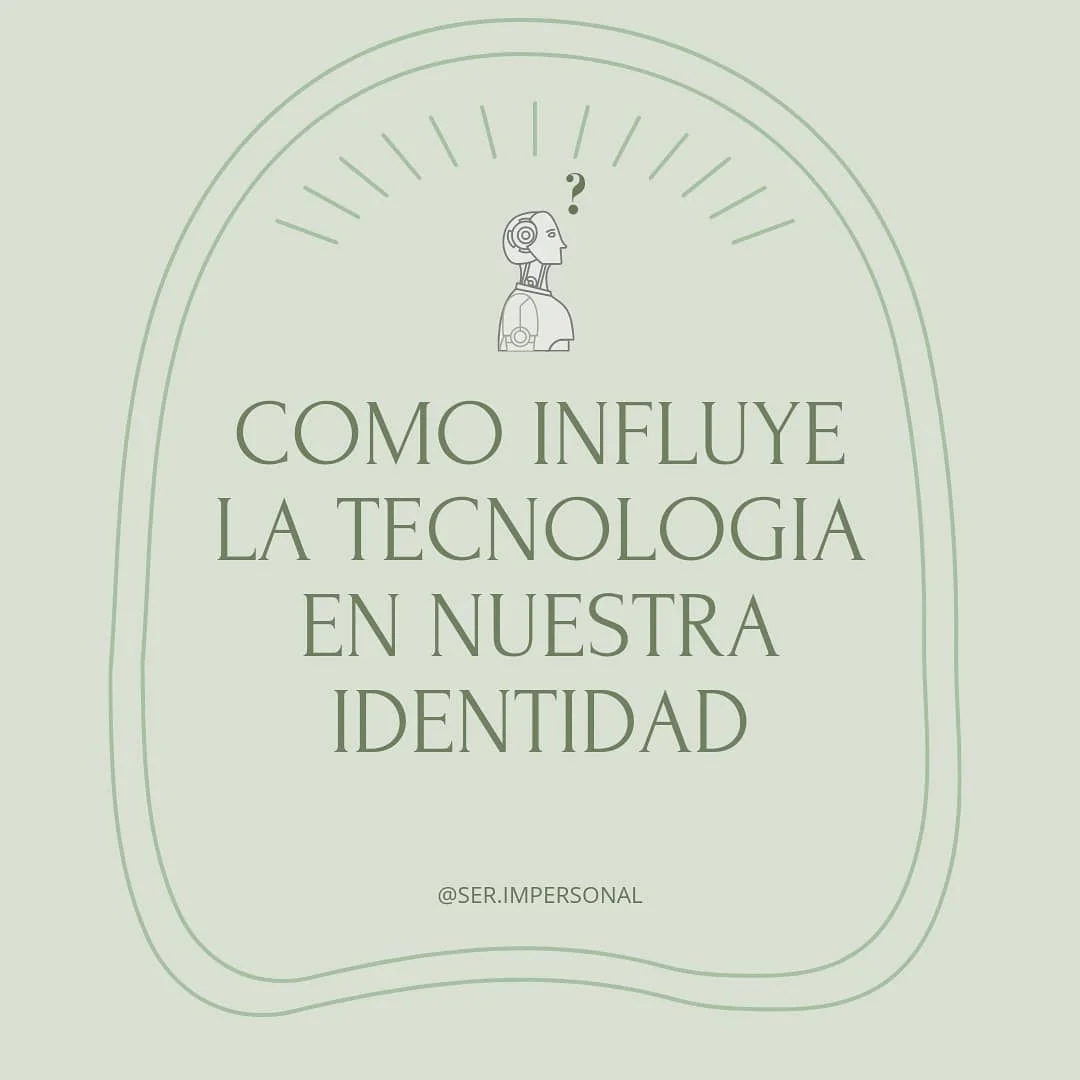 ?
COMO INFLUYE
LA TECNOLOGIA
EN NUESTRA
IDENTIDAD
@SER.IMPERSONAL